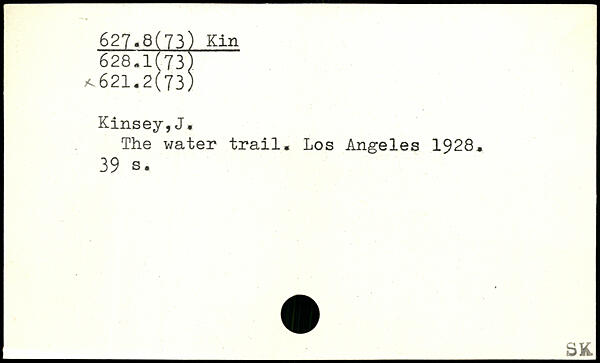 627.8(73) Kin
628.1(73)
×621.2(73)
Kinsey,J.
The water trail. Los Angeles 1928.
39 s.
SK